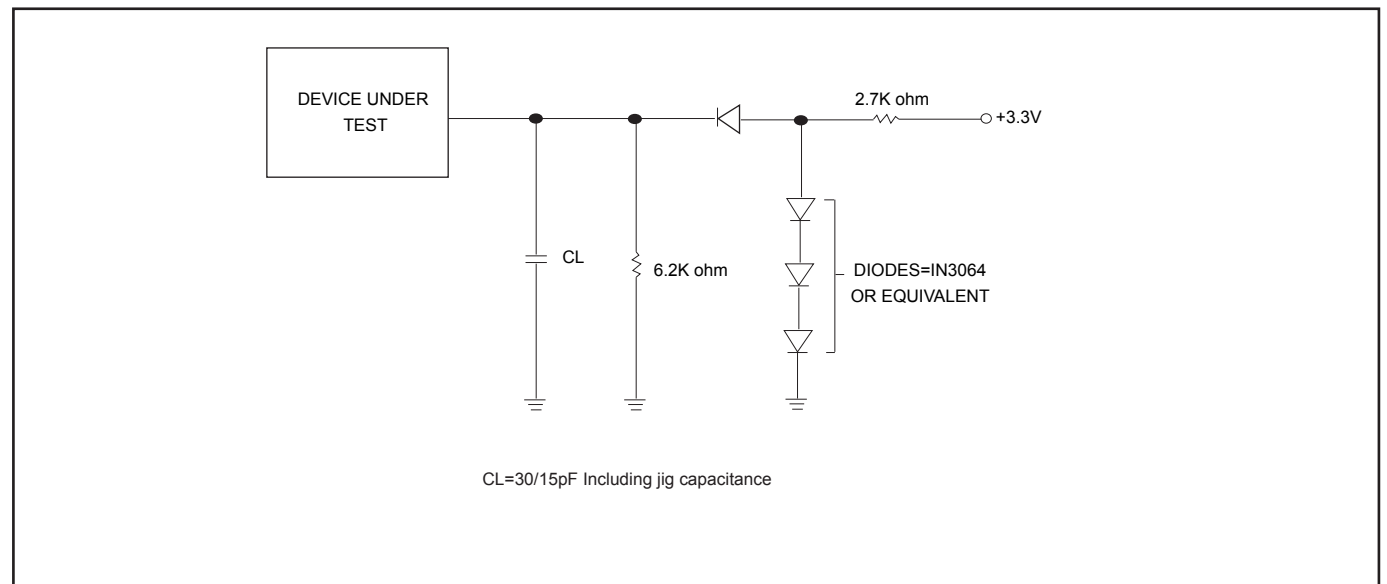 DEVICE UNDER
TEST
2.7K ohm
+3.3V
CL
6.2K ohm
DIODES=IN3064
OR EQUIVALENT
CL=30/15pF Including jig capacitance